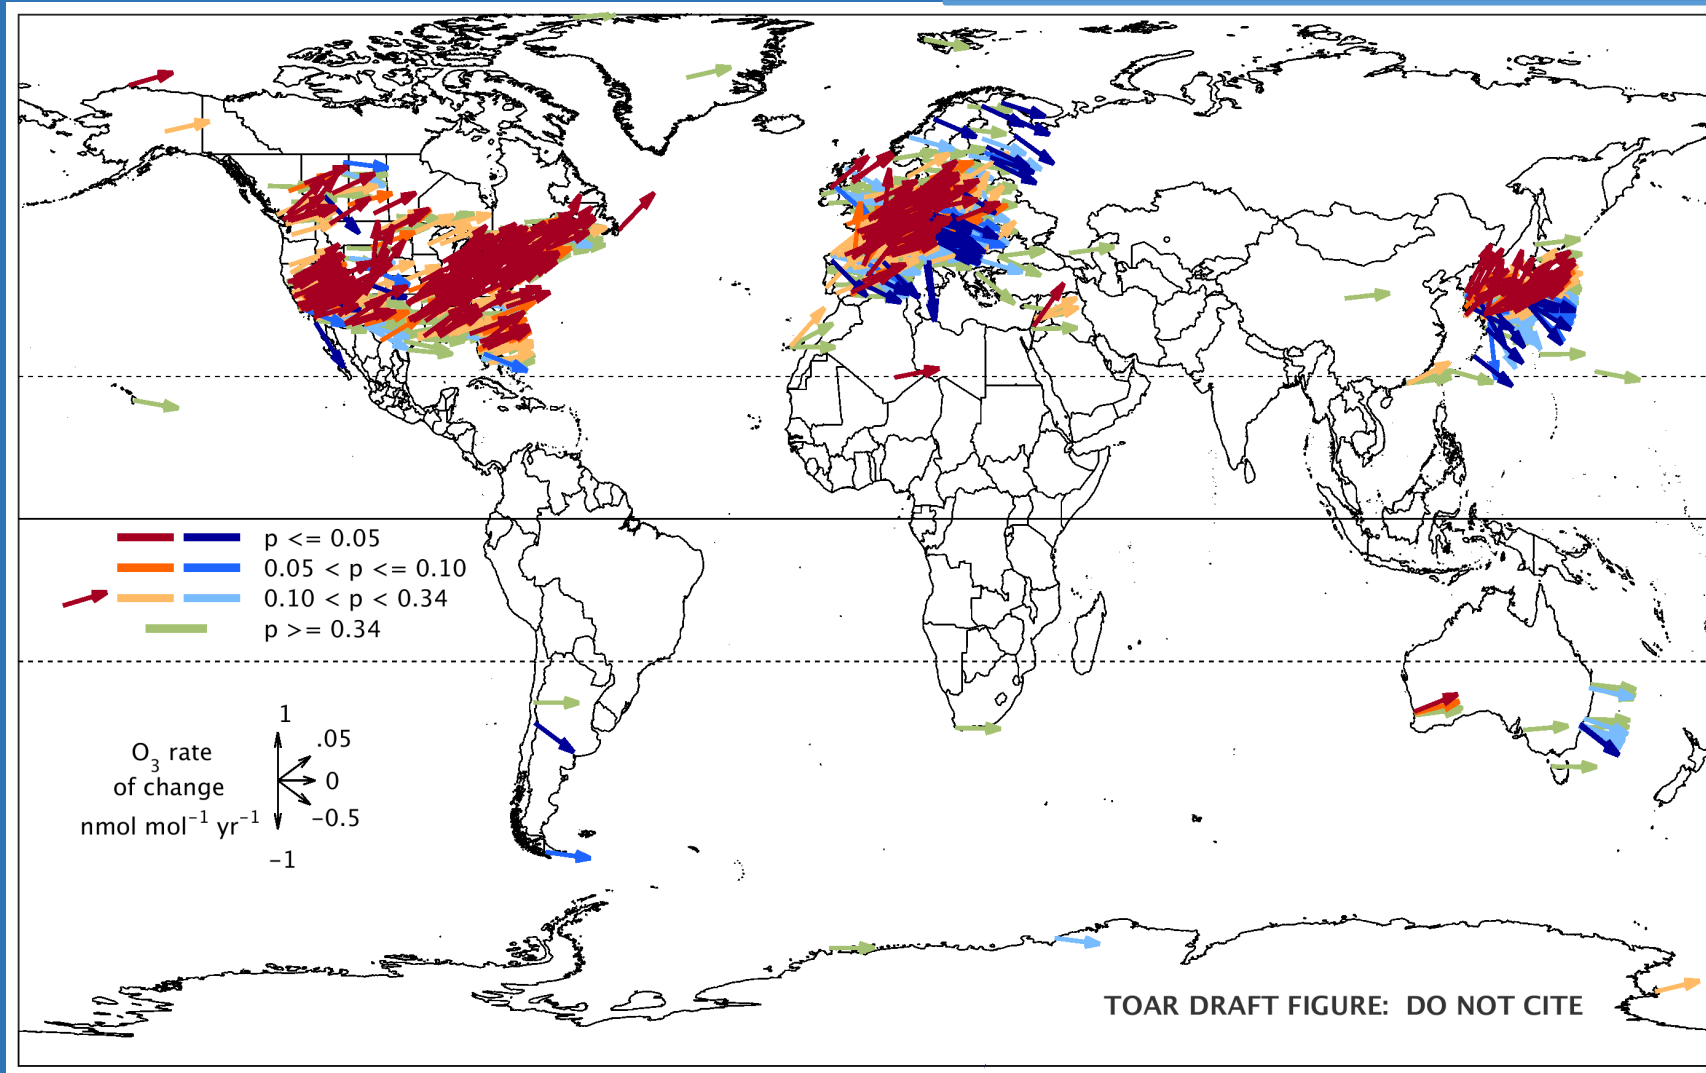 p <= 0.05
0.05 < p <= 0.10
0.10 < p < 0.34
p >= 0.34
1
.05
O₃ rate
of change
0
nmol mol⁻¹ yr⁻¹
−0.5
−1
TOAR DRAFT FIGURE: DO NOT CITE